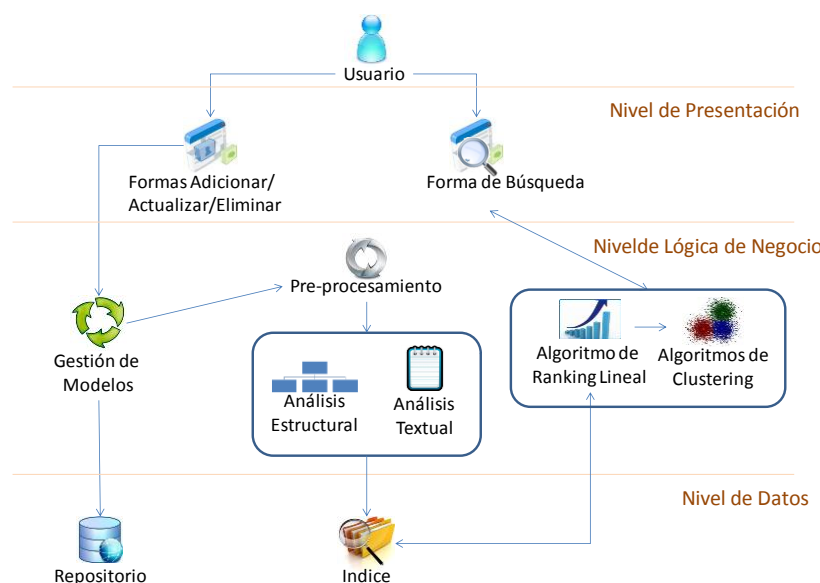 Usuario
Nivel de Presentación
Formas Adicionar/
Actualizar/Eliminar
Forma de Búsqueda
Nivelde Lógica de Negocio
Pre-procesamiento
Gestión de
Modelos
Análisis
Estructural
Análisis
Textual
Algoritmo de
Ranking Lineal
Algoritmos de
Clustering
Nivel de Datos
Repositorio
Indice